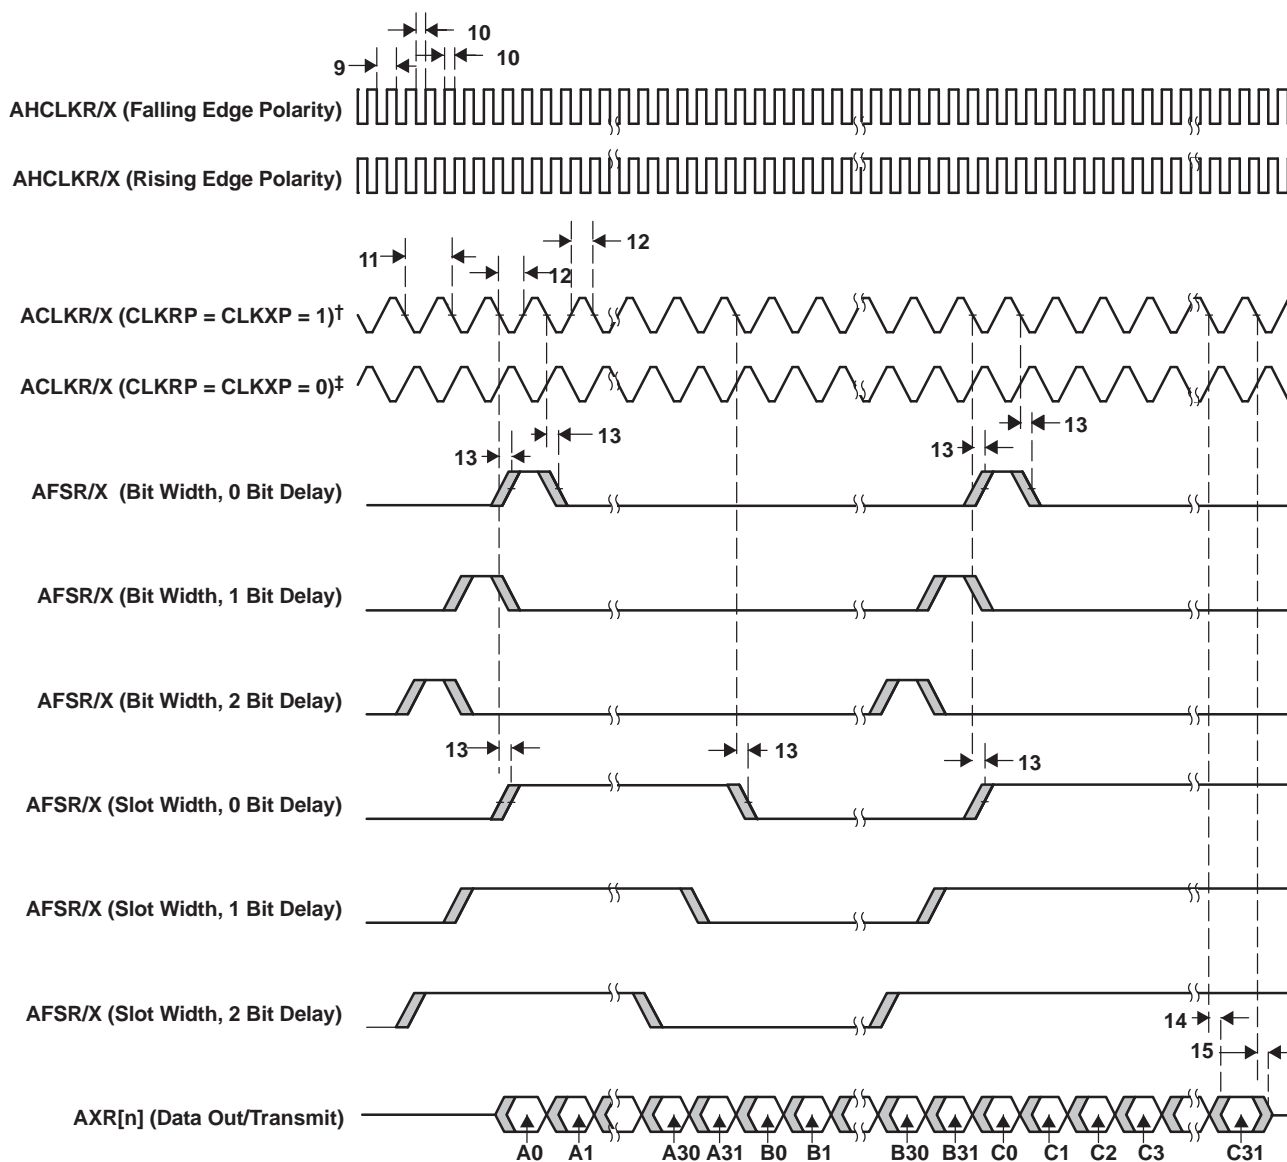 10
10
9
AHCLKR/X (Falling Edge Polarity)
AHCLKR/X (Rising Edge Polarity)
12
11
12
ACLKR/X (CLKRP = CLKXP = 1)†
ACLKR/X (CLKRP = CLKXP = 0)‡
13
13
13
13
AFSR/X (Bit Width, 0 Bit Delay)
AFSR/X (Bit Width, 1 Bit Delay)
AFSR/X (Bit Width, 2 Bit Delay)
13
13
13
AFSR/X (Slot Width, 0 Bit Delay)
AFSR/X (Slot Width, 1 Bit Delay)
AFSR/X (Slot Width, 2 Bit Delay)
14
15
AXR[n] (Data Out/Transmit)
A0 A1 A30 A31 B0 B1 B30 B31 C0 C1 C2 C3 C31